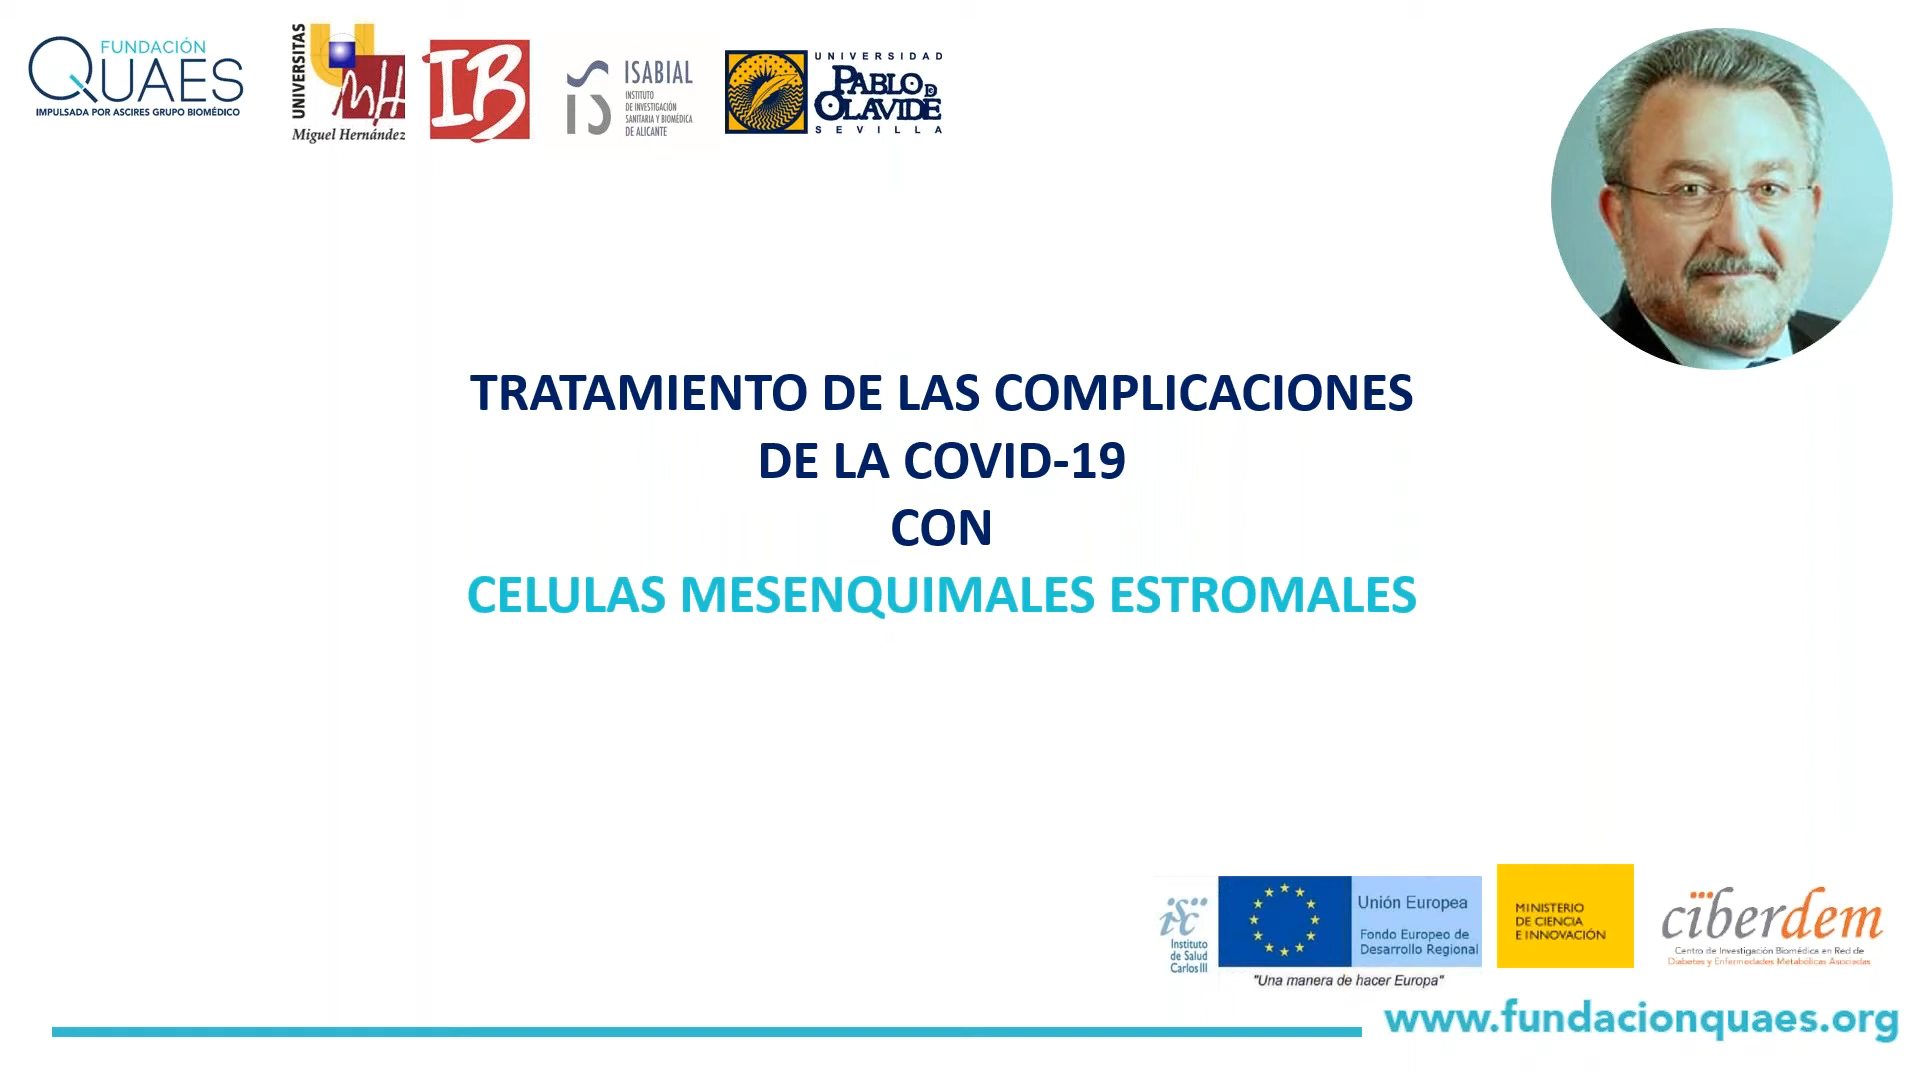 FUNDACIÓN
QUAES
IMPULSADA POR ASCIRES GRUPO BIOMÉDICO
UNIVERSITAS
Miguel Hernández
IB
ISABIAL
INSTITUTO
DE INVESTIGACIÓN
SANITARIA Y BIOMÉDICA
DE ALICANTE
UNIVERSIDAD
PABLO DE
OLAVIDE
SEVILLA
TRATAMIENTO DE LAS COMPLICACIONES
DE LA COVID-19
CON
CELULAS MESENQUIMALES ESTROMALES
isc
Instituto
de Salud
Carlos III
Unión Europea
Fondo Europeo de
Desarrollo Regional
"Una manera de hacer Europa"
MINISTERIO
DE CIENCIA
E INNOVACIÓN
ciberdem
Centro de Investigación Biomédica en Red de
Diabetes y Enfermedades Metabólicas Asociadas
www.fundacionquaes.org